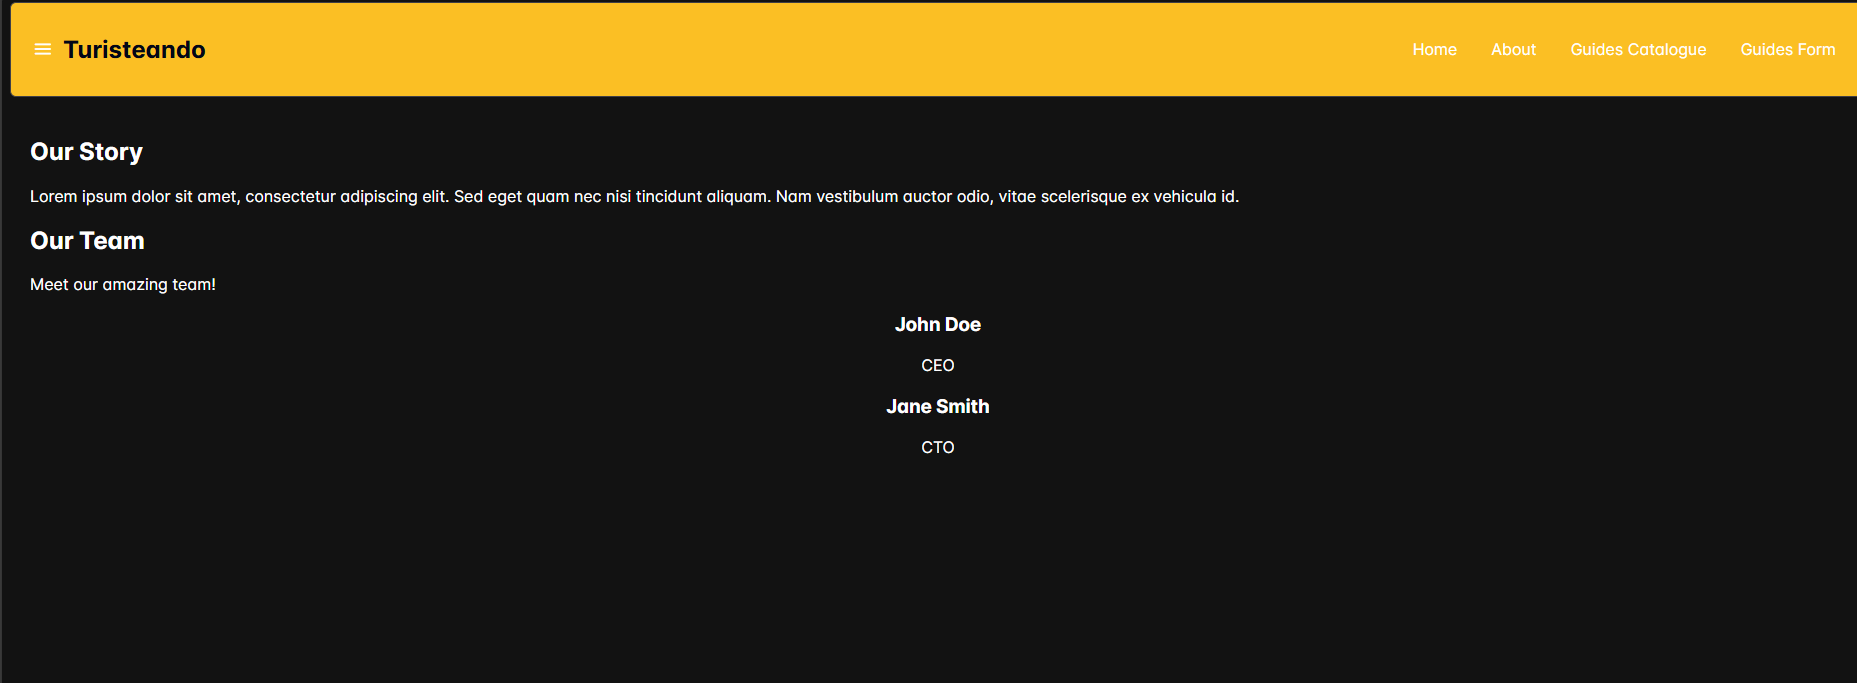 Turisteando
Home About Guides Catalogue Guides Form
Our Story
Lorem ipsum dolor sit amet, consectetur adipiscing elit. Sed eget quam nec nisi tincidunt aliquam. Nam vestibulum auctor odio, vitae scelerisque ex vehicula id.
Our Team
Meet our amazing team!
John Doe
CEO
Jane Smith
CTO